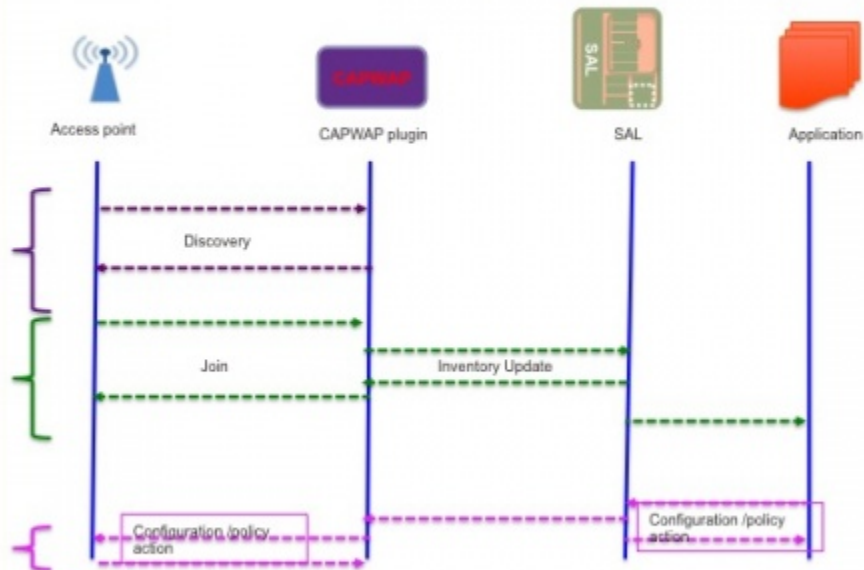 CAPWAP
SAL
Access point
CAPWAP plugin
SAL
Application
Discovery
Join
Inventory Update
Configuration /policy
action
Configuration /policy
action